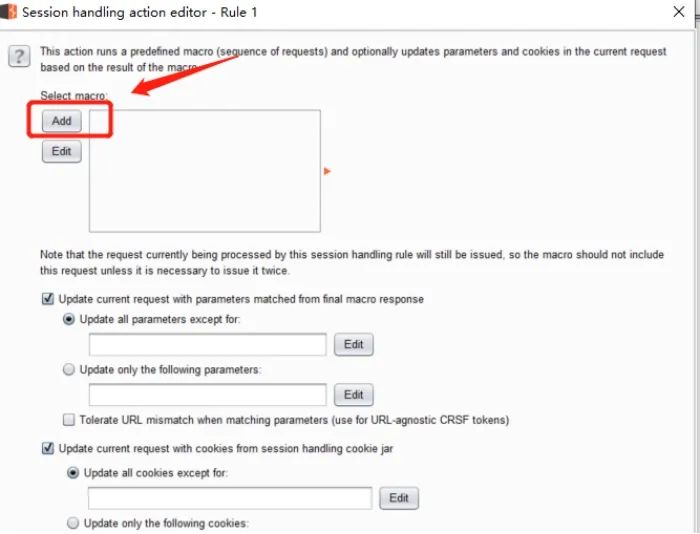 Session handling action editor - Rule 1
? This action runs a predefined macro (sequence of requests) and optionally updates parameters and cookies in the current request
based on the result of the macro.
Select macro:
Add
Edit
Note that the request currently being processed by this session handling rule will still be issued, so the macro should not include
this request unless it is necessary to issue it twice.
Update current request with parameters matched from final macro response
Update all parameters except for:
Edit
Update only the following parameters:
Edit
Tolerate URL mismatch when matching parameters (use for URL-agnostic CRSF tokens)
Update current request with cookies from session handling cookie jar
Update all cookies except for:
Edit
Update only the following cookies: